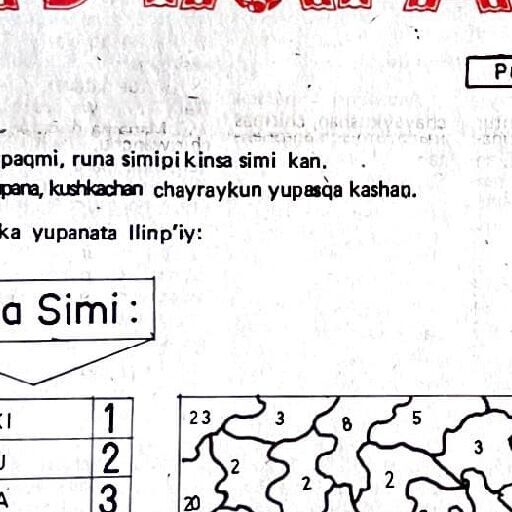 paqmi, runa simipi kinsa simi kan.
pana, kushkachan chayraykun yupasqa kashan.
ka yupanata llinp'iy:
a Simi:
1
2
3
23 3 8 5
3
2 2 2
20